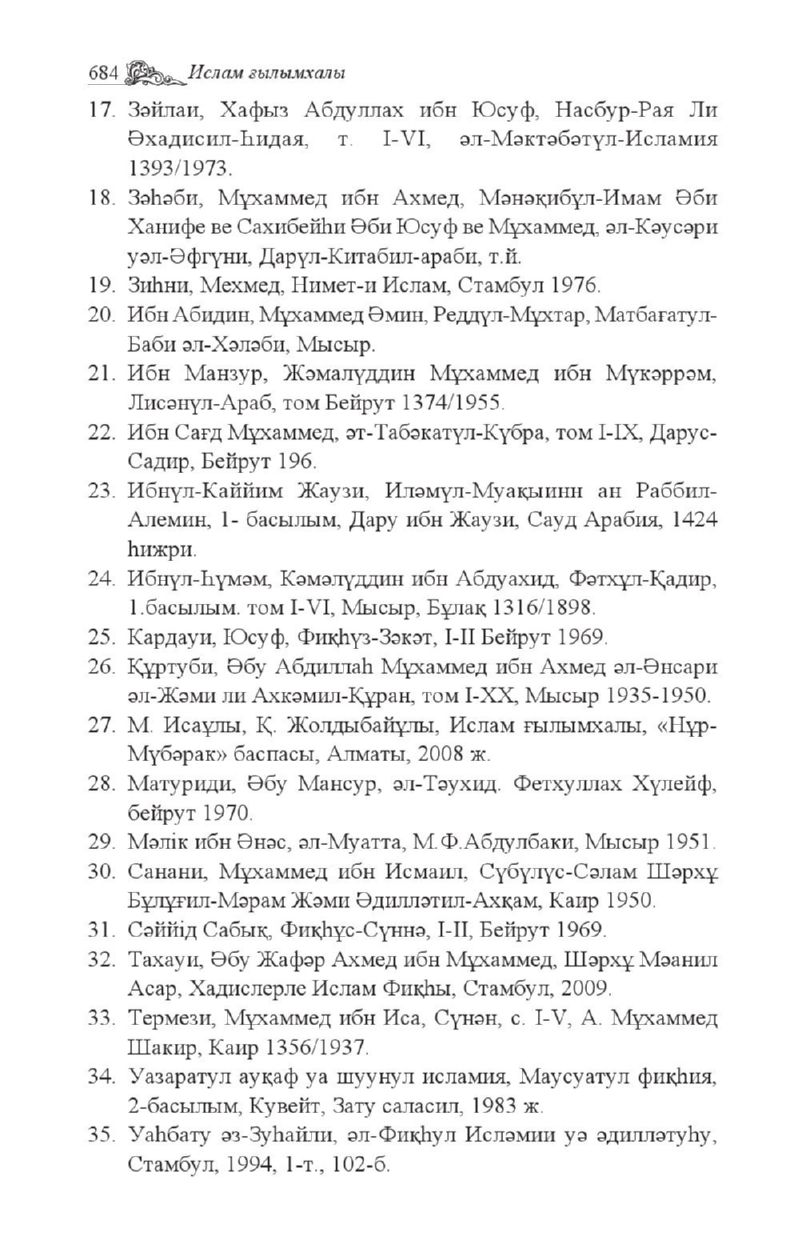 684 Ислам ғылымхалы
17. Зәйлаи, Хафыз Абдуллах ибн Юсуф, Насбур-Рая Ли
Әхадисил-Һидая, т. I-VI, әл-Мәктәбәтүл-Исламия
1393/1973.
18. Зәһәби, Мұхаммед ибн Ахмед, Мәнәқибұл-Имам Әби
Ханифе ве Сахибейһи Әби Юсуф ве Мұхаммед, әл-Кәусәри
уәл-Әфгүни, Дарүл-Китабил-араби, т.й.
19. Зиһни, Мехмед, Нимет-и Ислам, Стамбул 1976.
20. Ибн Абидин, Мұхаммед Әмин, Реддүл-Мұхтар, Матбағатул-
Баби әл-Хәләби, Мысыр.
21. Ибн Манзур, Жәмалүддин Мұхаммед ибн Мүкәррәм,
Лисәнүл-Араб, том Бейрут 1374/1955.
22. Ибн Сағд Мұхаммед, әт-Табәкатүл-Күбра, том I-IX, Дарус-
Садир, Бейрут 196.
23. Ибнүл-Каййим Жаузи, Иләмүл-Муақыинн ан Раббил-
Алемин, 1- басылым, Дару ибн Жаузи, Сауд Арабия, 1424
һижри.
24. Ибнүл-Һүмәм, Кәмәлүддин ибн Абдуахид, Фәтхұл-Қадир,
1.басылым. том I-VI, Мысыр, Бұлақ 1316/1898.
25. Кардауи, Юсуф, Фиқһүз-Зәкәт, I-II Бейрут 1969.
26. Құртуби, Әбу Абдиллаһ Мұхаммед ибн Ахмед әл-Әнсари
әл-Жәми ли Ахкәмил-Құран, том I-XX, Мысыр 1935-1950.
27. М. Исаұлы, Қ. Жолдыбайұлы, Ислам ғылымхалы, «Нұр-
Мүбәрак» баспасы, Алматы, 2008 ж.
28. Матуриди, Әбу Мансур, әл-Тәухид. Фетхуллах Хүлейф,
бейрут 1970.
29. Мәлік ибн Әнәс, әл-Муатта, М.Ф.Абдулбаки, Мысыр 1951.
30. Санани, Мұхаммед ибн Исмаил, Сүбүлүс-Сәлам Шәрхұ
Бұлұғил-Мәрам Жәми Әдилләтил-Ахқам, Каир 1950.
31. Сәййід Сабық, Фиқһұс-Сүннә, I-II, Бейрут 1969.
32. Тахауи, Әбу Жафәр Ахмед ибн Мұхаммед, Шәрхұ Мәанил
Асар, Хадислерле Ислам Фиқһы, Стамбул, 2009.
33. Термези, Мұхаммед ибн Иса, Сүнән, с. I-V, А. Мұхаммед
Шакир, Каир 1356/1937.
34. Уазаратул ауқаф уа шуунул исламия, Маусуатул фиқһия,
2-басылым, Кувейт, Зату саласил, 1983 ж.
35. Уаһбату әз-Зуһайли, әл-Фиқһул Исләмии уә әдилләтуһу,
Стамбул, 1994, 1-т., 102-б.